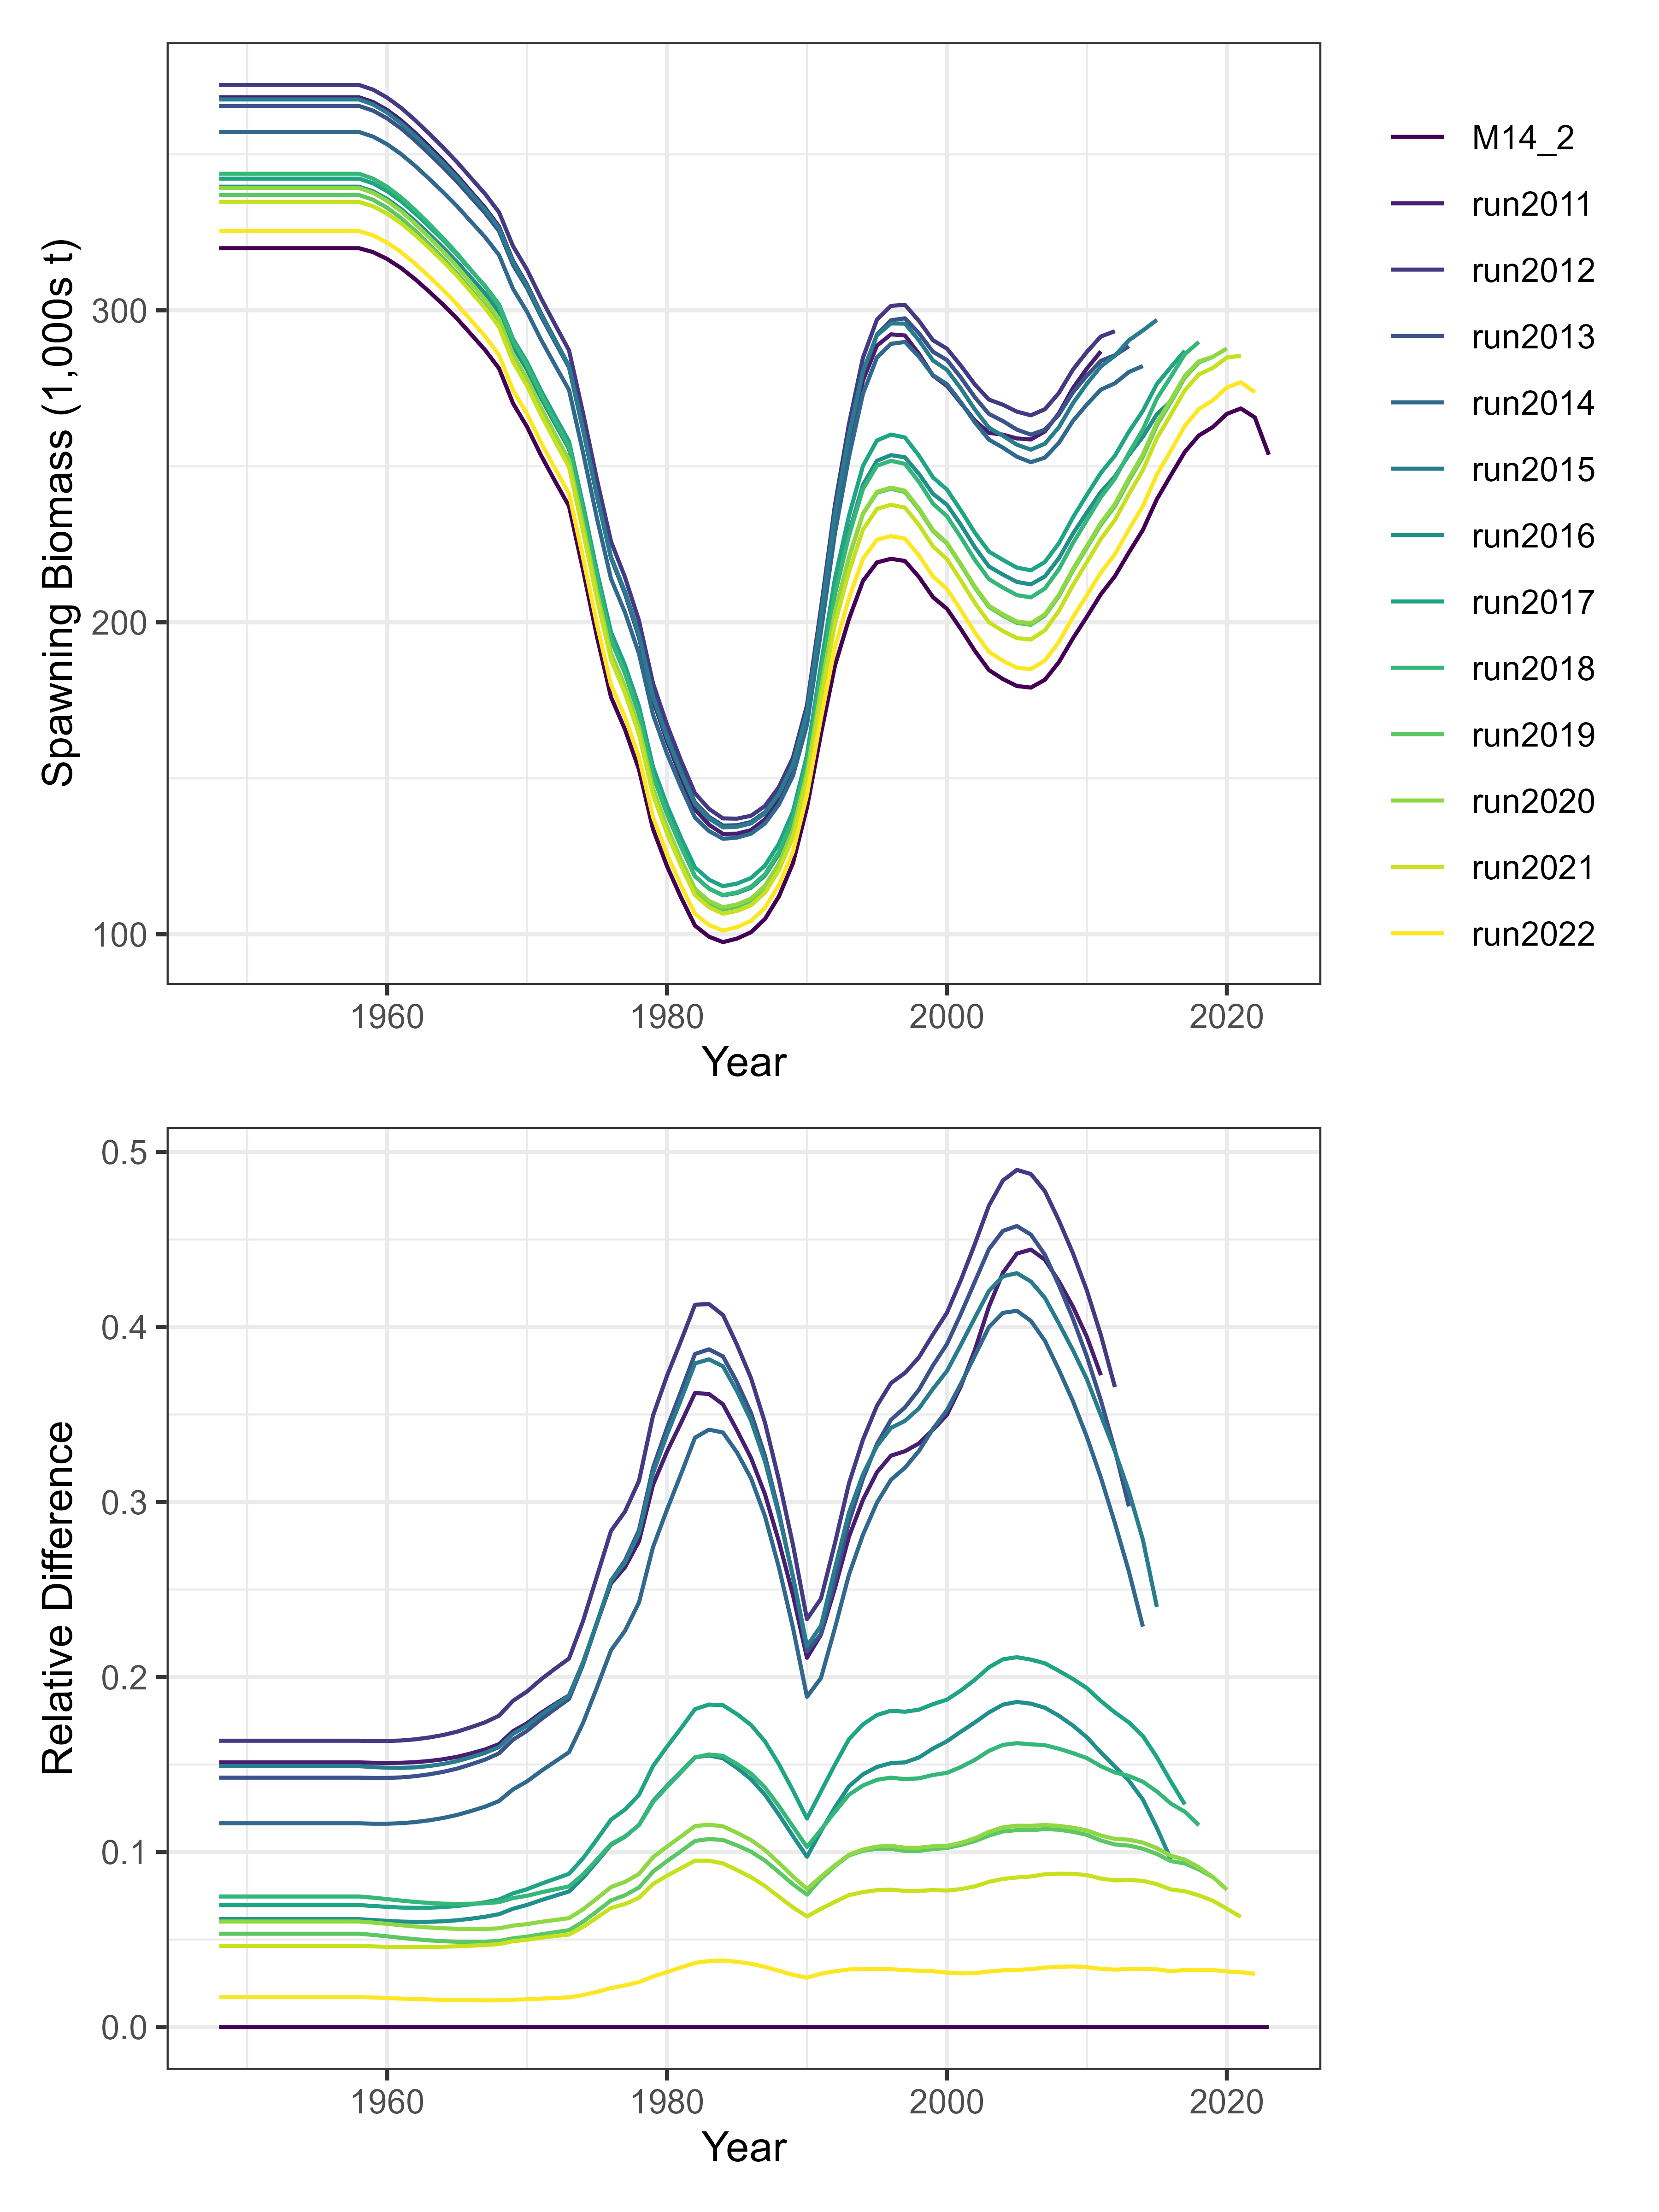 Spawning Biomass (1,000s t)
300
200
100
1960
1980
2000
2020
Year
M14_2
run2011
run2012
run2013
run2014
run2015
run2016
run2017
run2018
run2019
run2020
run2021
run2022
Relative Difference
0.5
0.4
0.3
0.2
0.1
0.0
1960
1980
2000
2020
Year